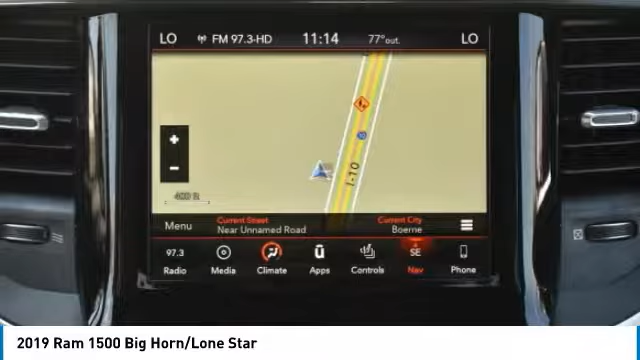 LO FM 97.3-HD 11:14 77°out. LO
+
-
400 ft
I-10
Current Street Current City
Menu Near Unnamed Road Boerne
97.3 SE
Radio Media Climate Apps Controls Nav Phone
2019 Ram 1500 Big Horn/Lone Star